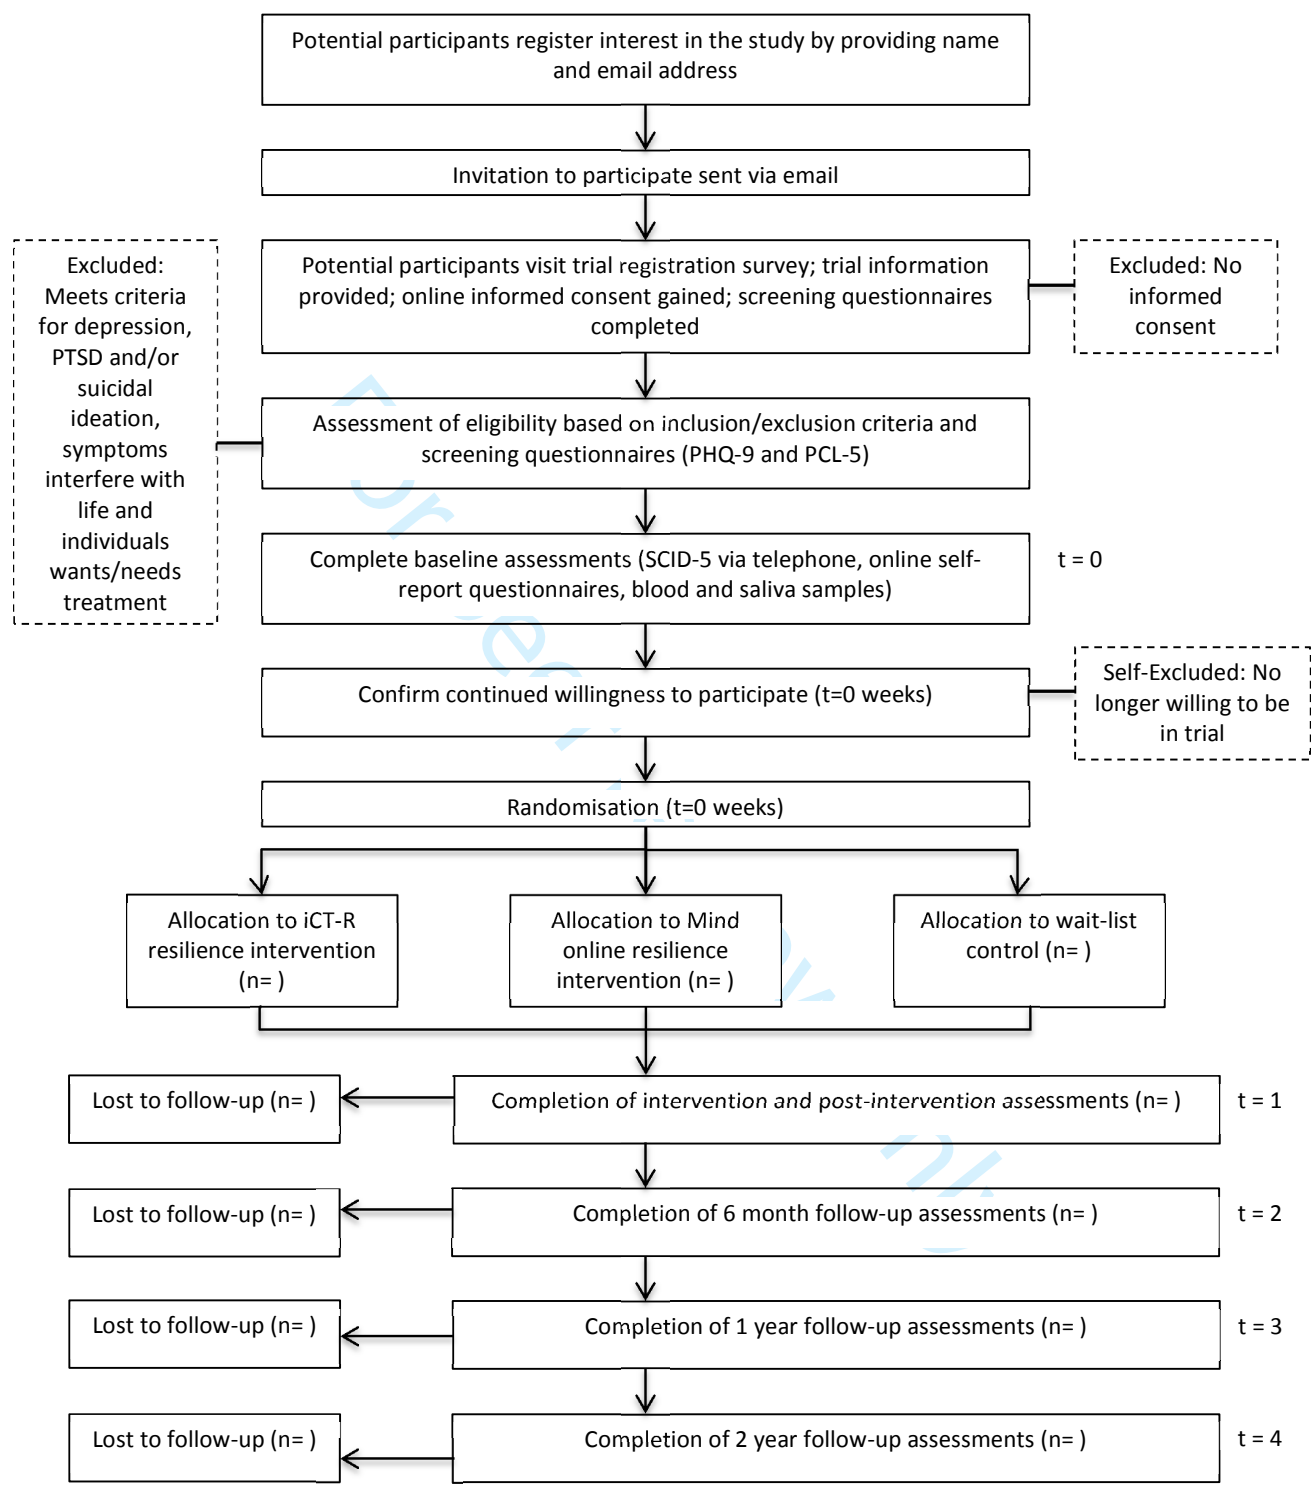 Potential participants register interest in the study by providing name
and email address
Invitation to participate sent via email
Excluded:
Meets criteria
for depression,
PTSD and/or
suicidal
ideation,
symptoms
interfere with
life and
individuals
wants/needs
treatment
Potential participants visit trial registration survey; trial information
provided; online informed consent gained; screening questionnaires
completed
Excluded: No
informed
consent
Assessment of eligibility based on inclusion/exclusion criteria and
screening questionnaires (PHQ-9 and PCL-5)
Complete baseline assessments (SCID-5 via telephone, online self-
report questionnaires, blood and saliva samples)
t = 0
Confirm continued willingness to participate (t=0 weeks)
Self-Excluded: No
longer willing to be
in trial
Randomisation (t=0 weeks)
Allocation to iCT-R
resilience intervention
(n= )
Allocation to Mind
online resilience
intervention (n= )
Allocation to wait-list
control (n= )
Lost to follow-up (n= )
Completion of intervention and post-intervention assessments (n= )
t = 1
Lost to follow-up (n= )
Completion of 6 month follow-up assessments (n= )
t = 2
Lost to follow-up (n= )
Completion of 1 year follow-up assessments (n= )
t = 3
Lost to follow-up (n= )
Completion of 2 year follow-up assessments (n= )
t = 4